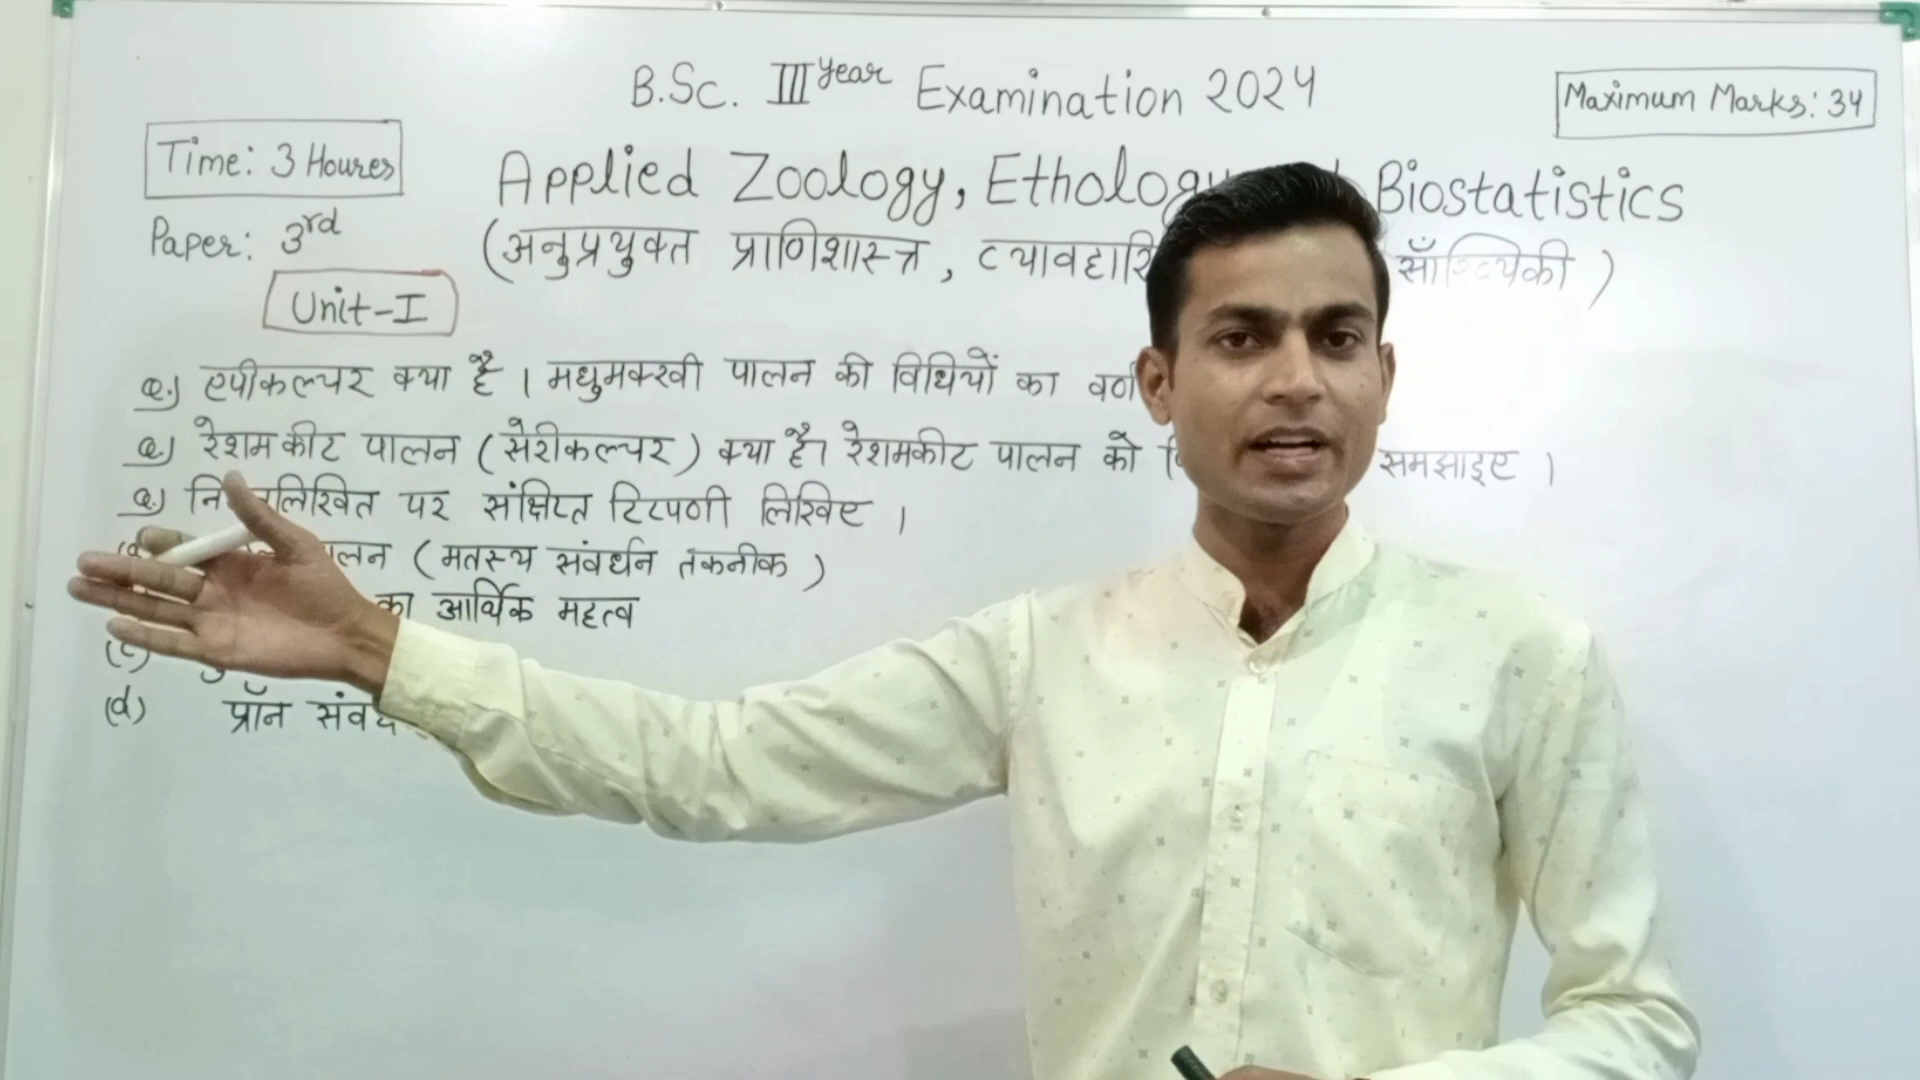 B.Sc. III Year Examination 2024
Maximum Marks: 34
Time: 3 Houres
Applied Zoology, Ethology Biostatistics
Paper: 3rd
(अनुप्रयुक्त प्राणिशास्त्र, सॉंख्यिकी)
Unit-I
Q.) एपीकल्चर क्या है । मधुमक्खी पालन की विधियों का
Q.) रेशमकीट पालन (सेरीकल्चर) क्या है। रेशमकीट पालन को समझाइए ।
Q.) पर संक्षिप्त टिप्पणी लिखिए ।
(मतस्य संवर्धन तकनीक)
का आर्थिक महत्व
(c)
(d) प्रॉन